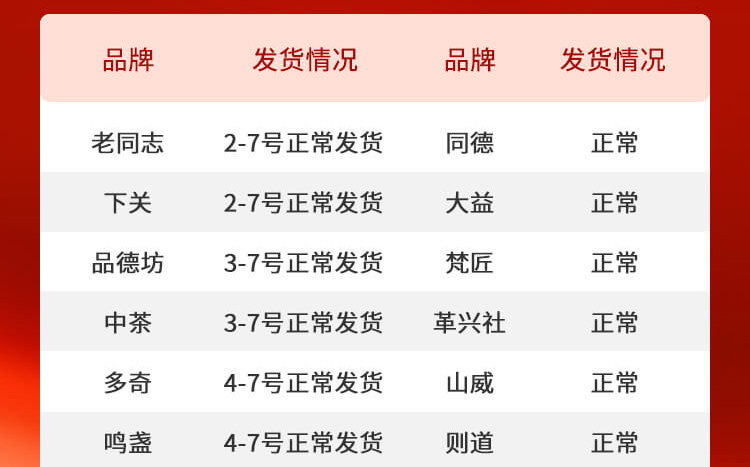 品牌 发货情况 品牌 发货情况
老同志 2-7号正常发货 同德 正常
下关 2-7号正常发货 大益 正常
品德坊 3-7号正常发货 梵匠 正常
中茶 3-7号正常发货 革兴社 正常
多奇 4-7号正常发货 山威 正常
鸣盏 4-7号正常发货 则道 正常